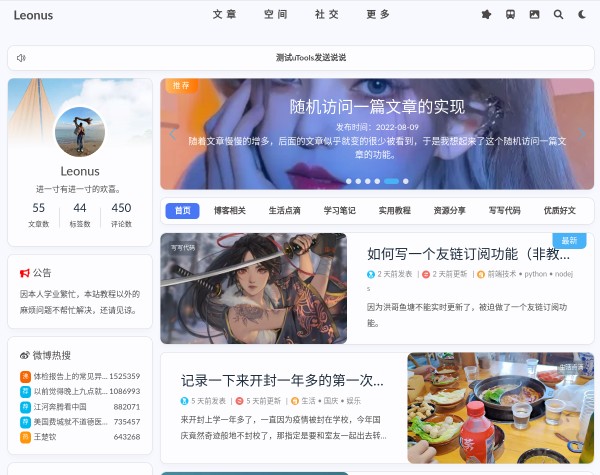 Leonus
文章 空间 社交 更多
测试uTools发送说说
推荐
随机访问一篇文章的实现
发布时间：2022-08-09
随着文章慢慢的增多，后面的文章似乎就变的很少被看到，于是我想起来了这个随机访问一篇文
章的功能。
Leonus
进一寸有进一寸的欢喜。
55 44 450
文章数 标签数 评论数
首页 博客相关 生活点滴 学习笔记 实用教程 资源分享 写写代码 优质好文
写写代码
最新
如何写一个友链订阅功能（非教...
2 天前发表 | 2 天前更新 | 前端技术 • python • nodej
s
因为洪哥鱼塘不能实时更新了，被迫做了一个友链订阅功
能。
公告
因本人学业繁忙，本站教程以外的
麻烦问题不帮忙解决，还请见谅。
微博热搜
体检报告上的常见异... 1525359
荐 以前觉得晚上九点就... 1086993
荐 江河奔腾看中国 882071
荐 美国费城就不道德医... 735457
王楚钦 643268
生活点滴
记录一下来开封一年多的第一次...
5 天前发表 | 5 天前更新 | 生活 • 国庆 • 娱乐
来开封上学一年多了，一直因为疫情被封在学校，今年国
庆竟然奇迹般地不封校了，那指定是要和室友一起出去转...